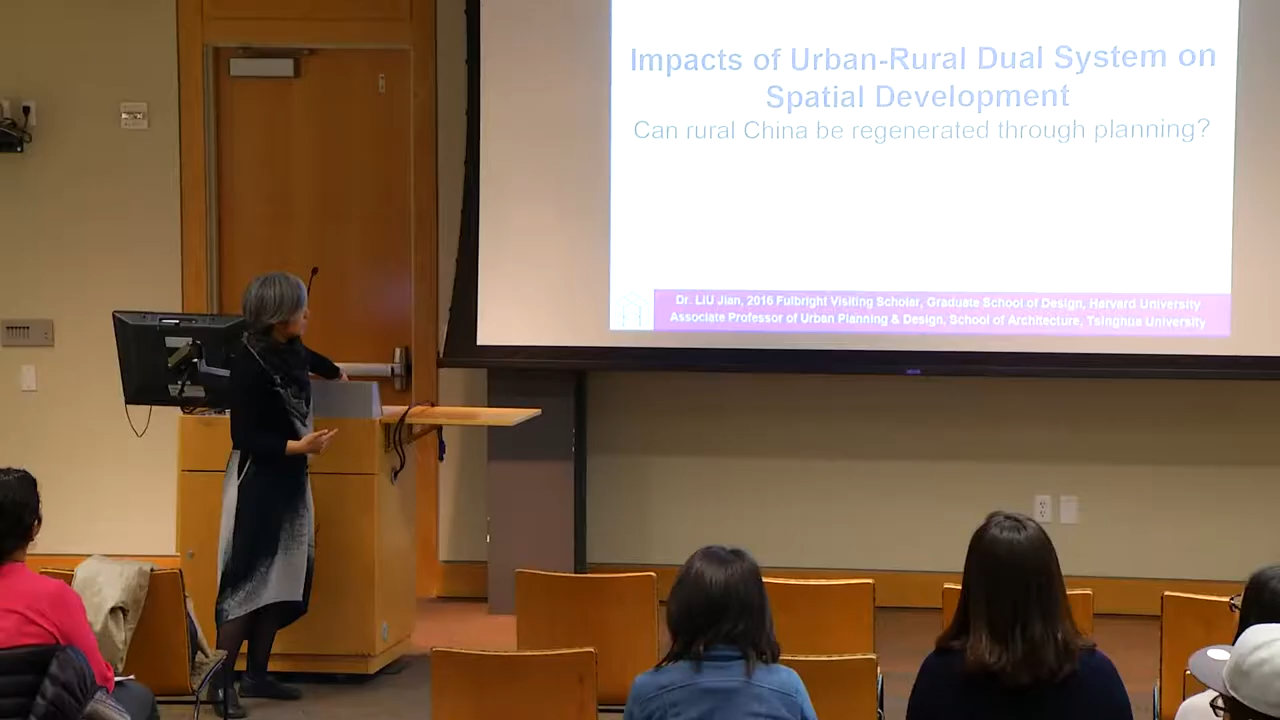 Impacts of Urban-Rural Dual System on
Spatial Development
Can rural China be regenerated through planning?
Dr. LIU Jian, 2016 Fulbright Visiting Scholar, Graduate School of Design, Harvard University
Associate Professor of Urban Planning & Design, School of Architecture, Tsinghua University